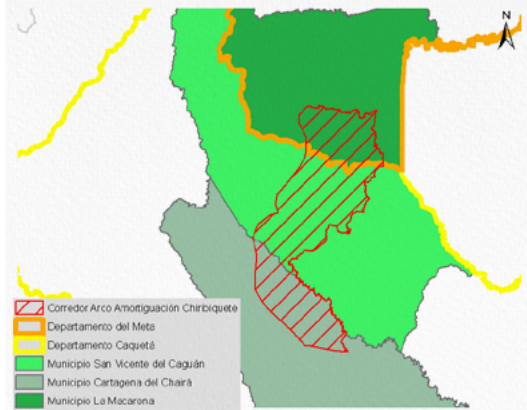 N
Corredor Arco Amortiguación Chiribiquete
Departamento del Meta
Departamento Caquetá
Municipio San Vicente del Caguán
Municipio Cartagena del Chairá
Municipio La Macarona